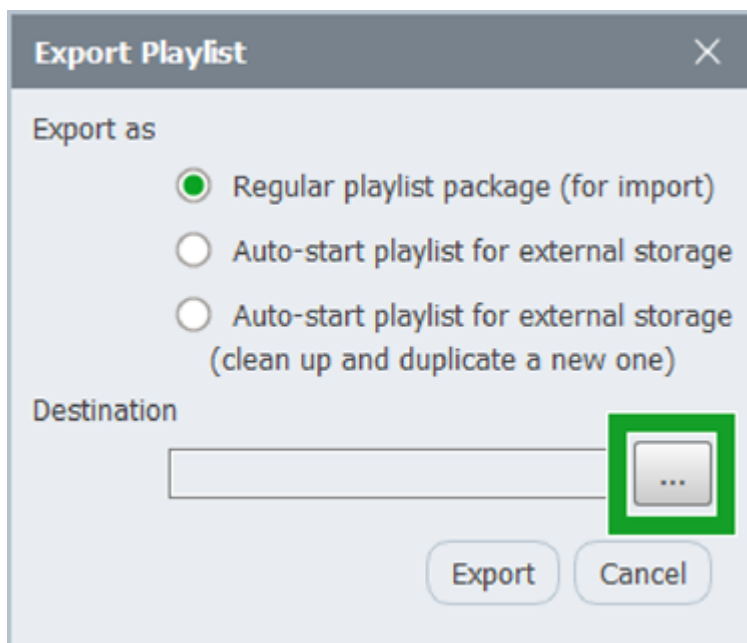 Export Playlist
Export as
Regular playlist package (for import)
Auto-start playlist for external storage
Auto-start playlist for external storage
(clean up and duplicate a new one)
Destination
...
Export Cancel